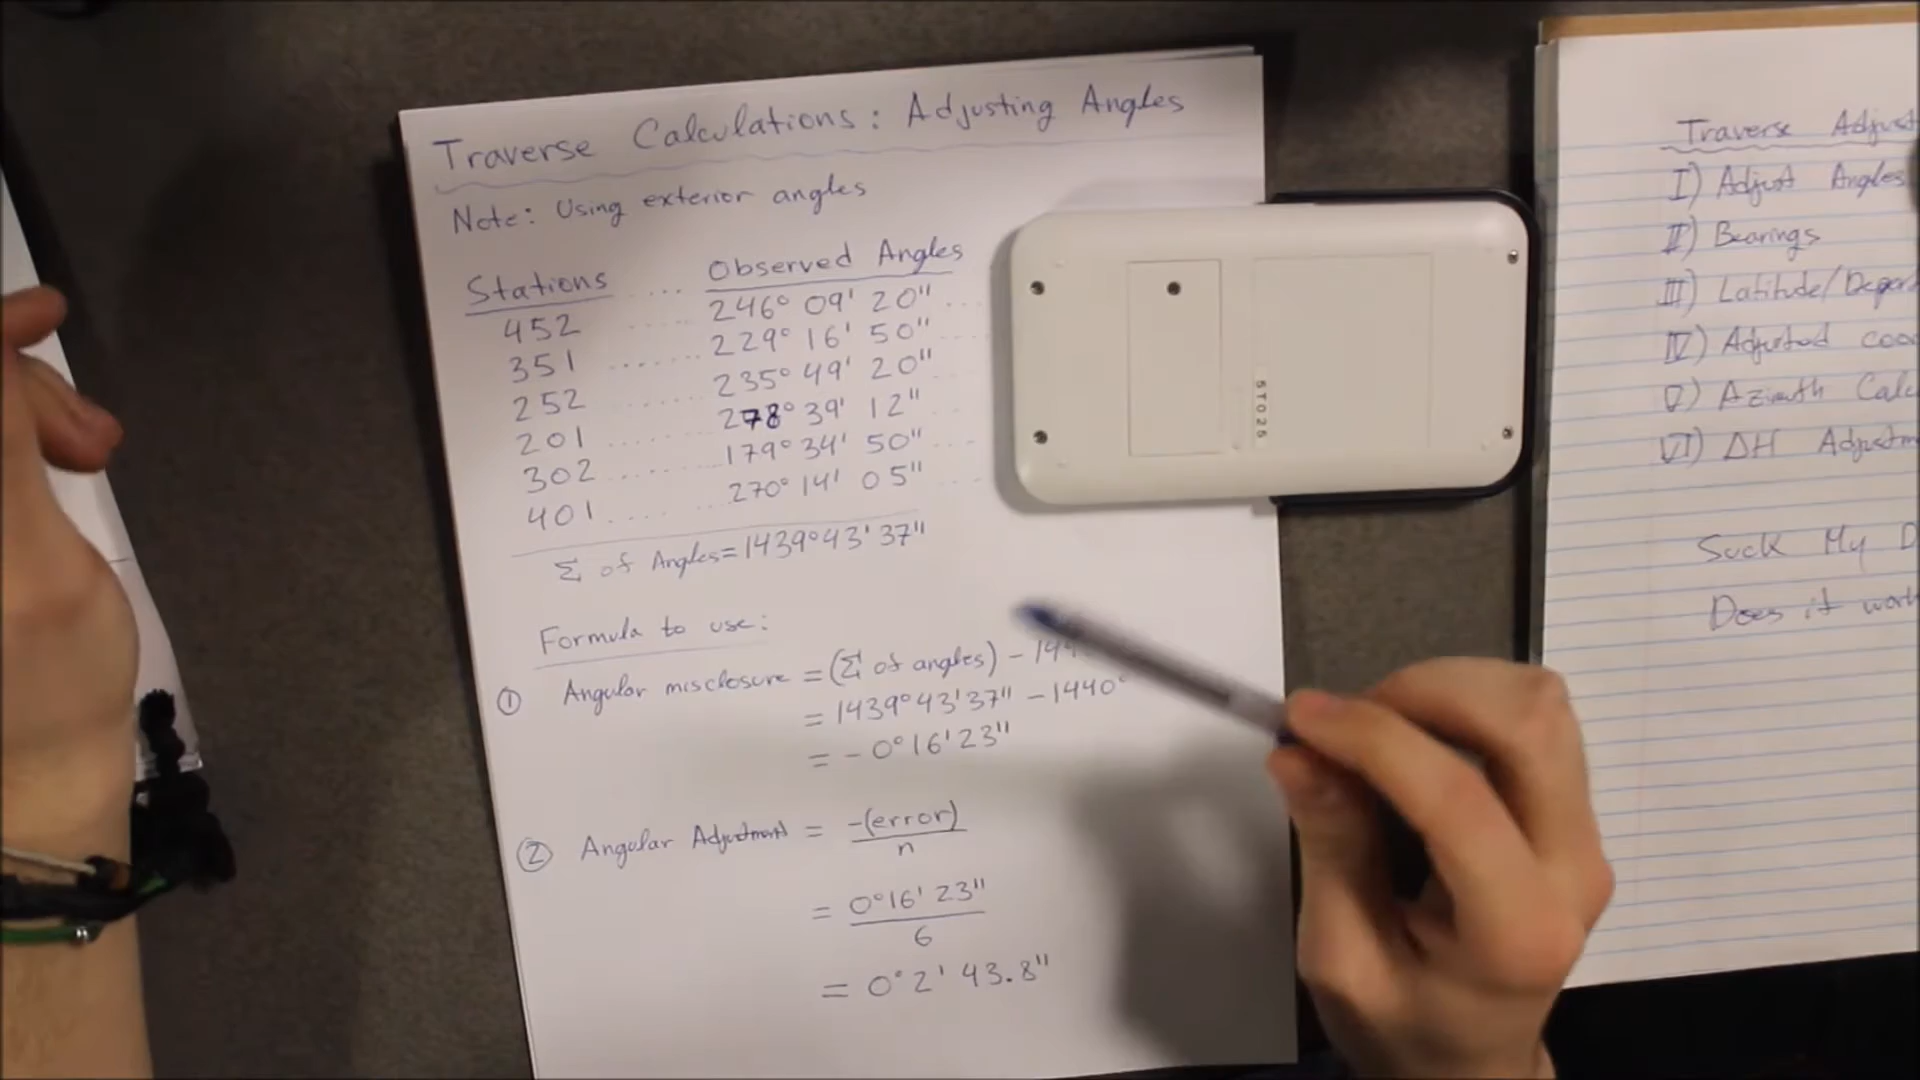 Traverse Calculations: Adjusting Angles
Note: Using exterior angles
Stations .... Observed Angles
452 ...... 246° 09' 20" ...
351 ....... 229° 16' 50" ....
252 ....... 235° 49' 20" ..
201 ....... 278° 39' 12" ..
302 ....... 179° 34' 50" ...
401 ..... 270° 14' 05" ...
Σ of Angles = 1439° 43' 37"
Formula to use:
① Angular misclosure = (Σ of angles) -
= 1439° 43' 37" - 1440°
= - 0° 16' 23"
② Angular Adjustment = -(error)
n
= 0° 16' 23"
6
= 0° 2' 43.8"
5T025
Traverse
I) Adjust Angles
II) Bearings
III) Latitude/
IV) Adjusted
V) Azimuth
VI) ΔH
Suck My D
Does it